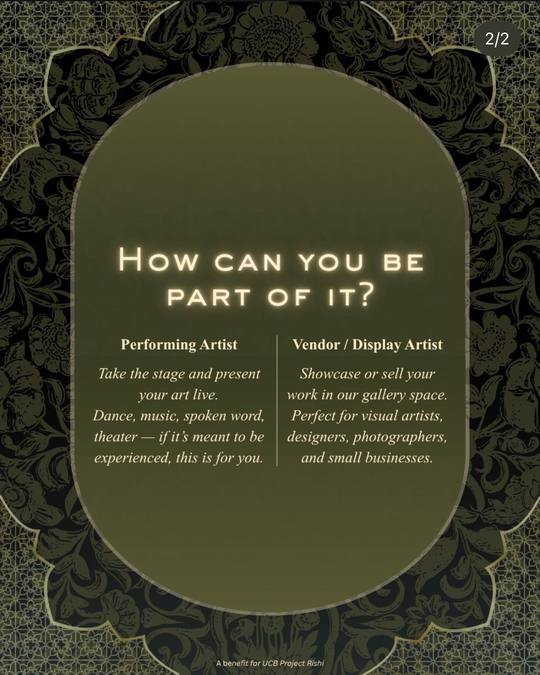 2/2
How can you be
part of it?
Performing Artist
Take the stage and present
your art live.
Dance, music, spoken word,
theater — if it's meant to be
experienced, this is for you.
Vendor / Display Artist
Showcase or sell your
work in our gallery space.
Perfect for visual artists,
designers, photographers,
and small businesses.
A benefit for UCB Project Rishi